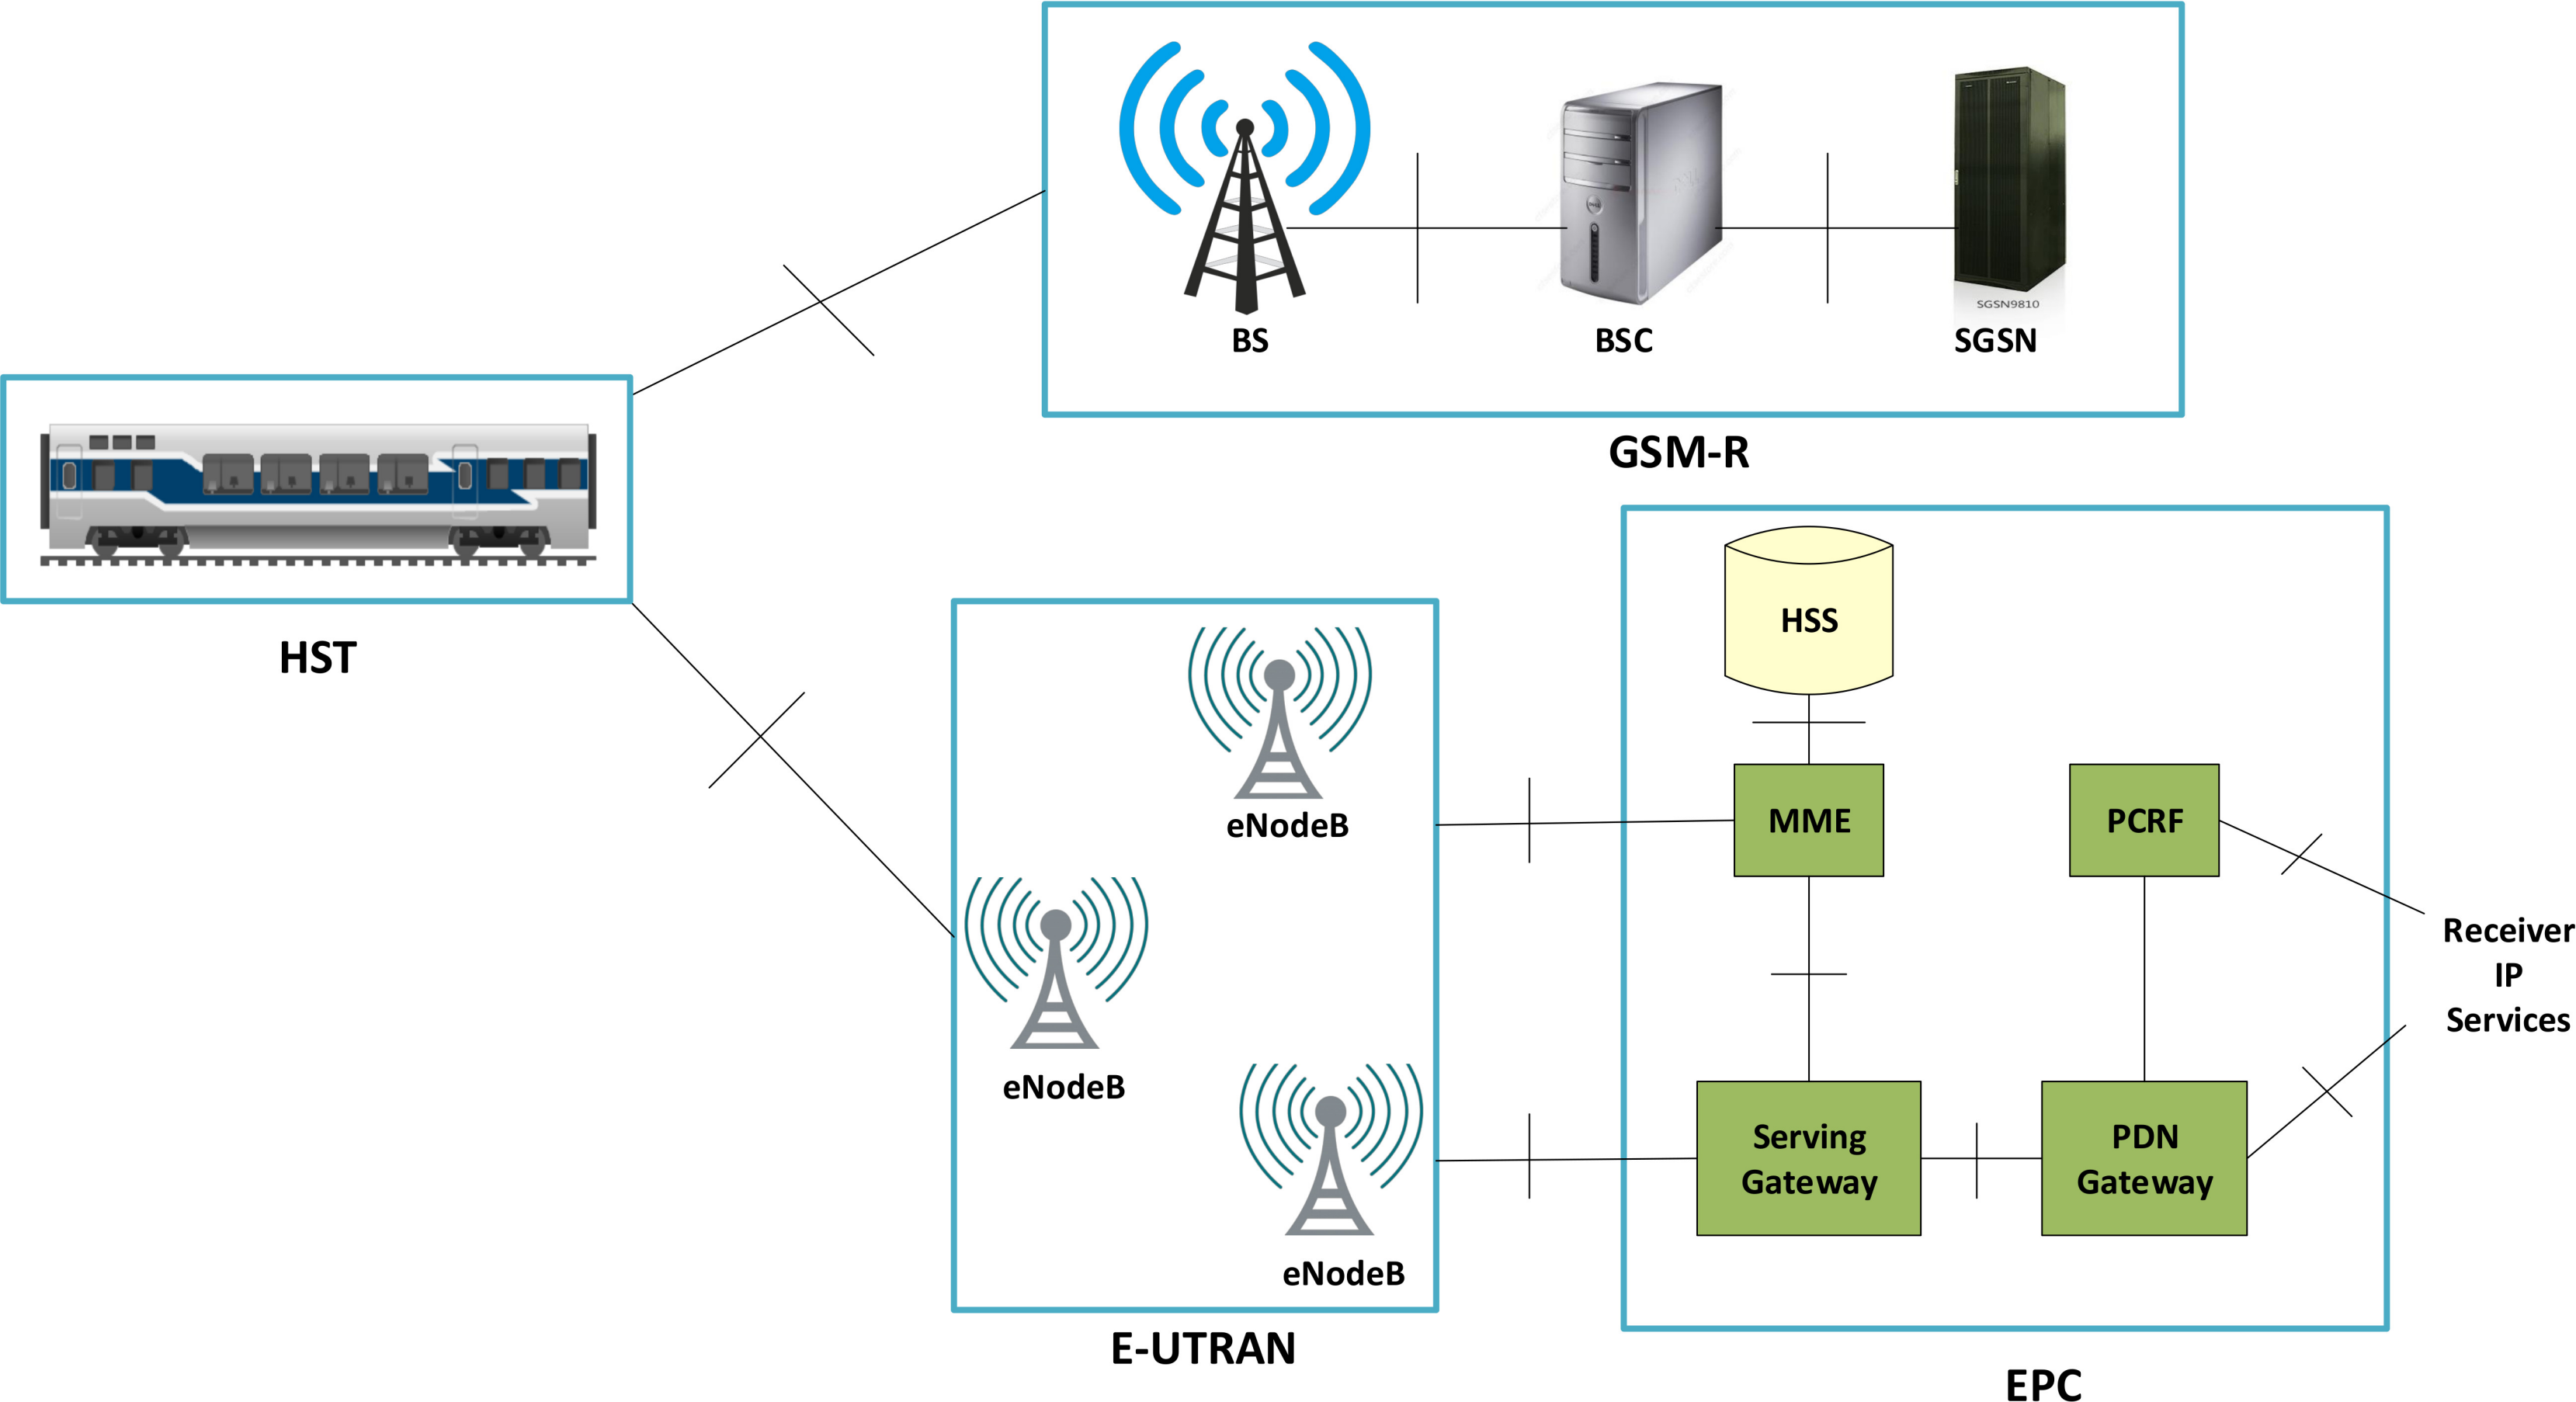 SGSN9810
BS
BSC
SGSN
GSM-R
HST
HSS
eNodeB
MME
PCRF
eNodeB
Receiver
IP
Services
Serving
Gateway
PDN
Gateway
eNodeB
E-UTRAN
EPC